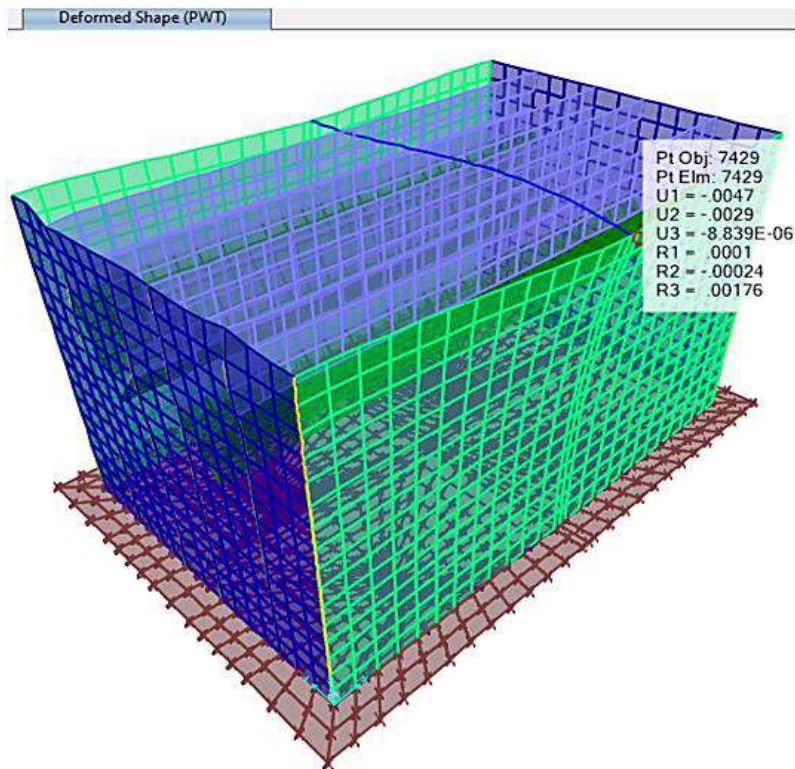 Deformed Shape (PWT)
Pt Obj: 7429
Pt Elm: 7429
U1 = -.0047
U2 = -.0029
U3 = -8.839E-06
R1 = .0001
R2 = -.00024
R3 = .00176